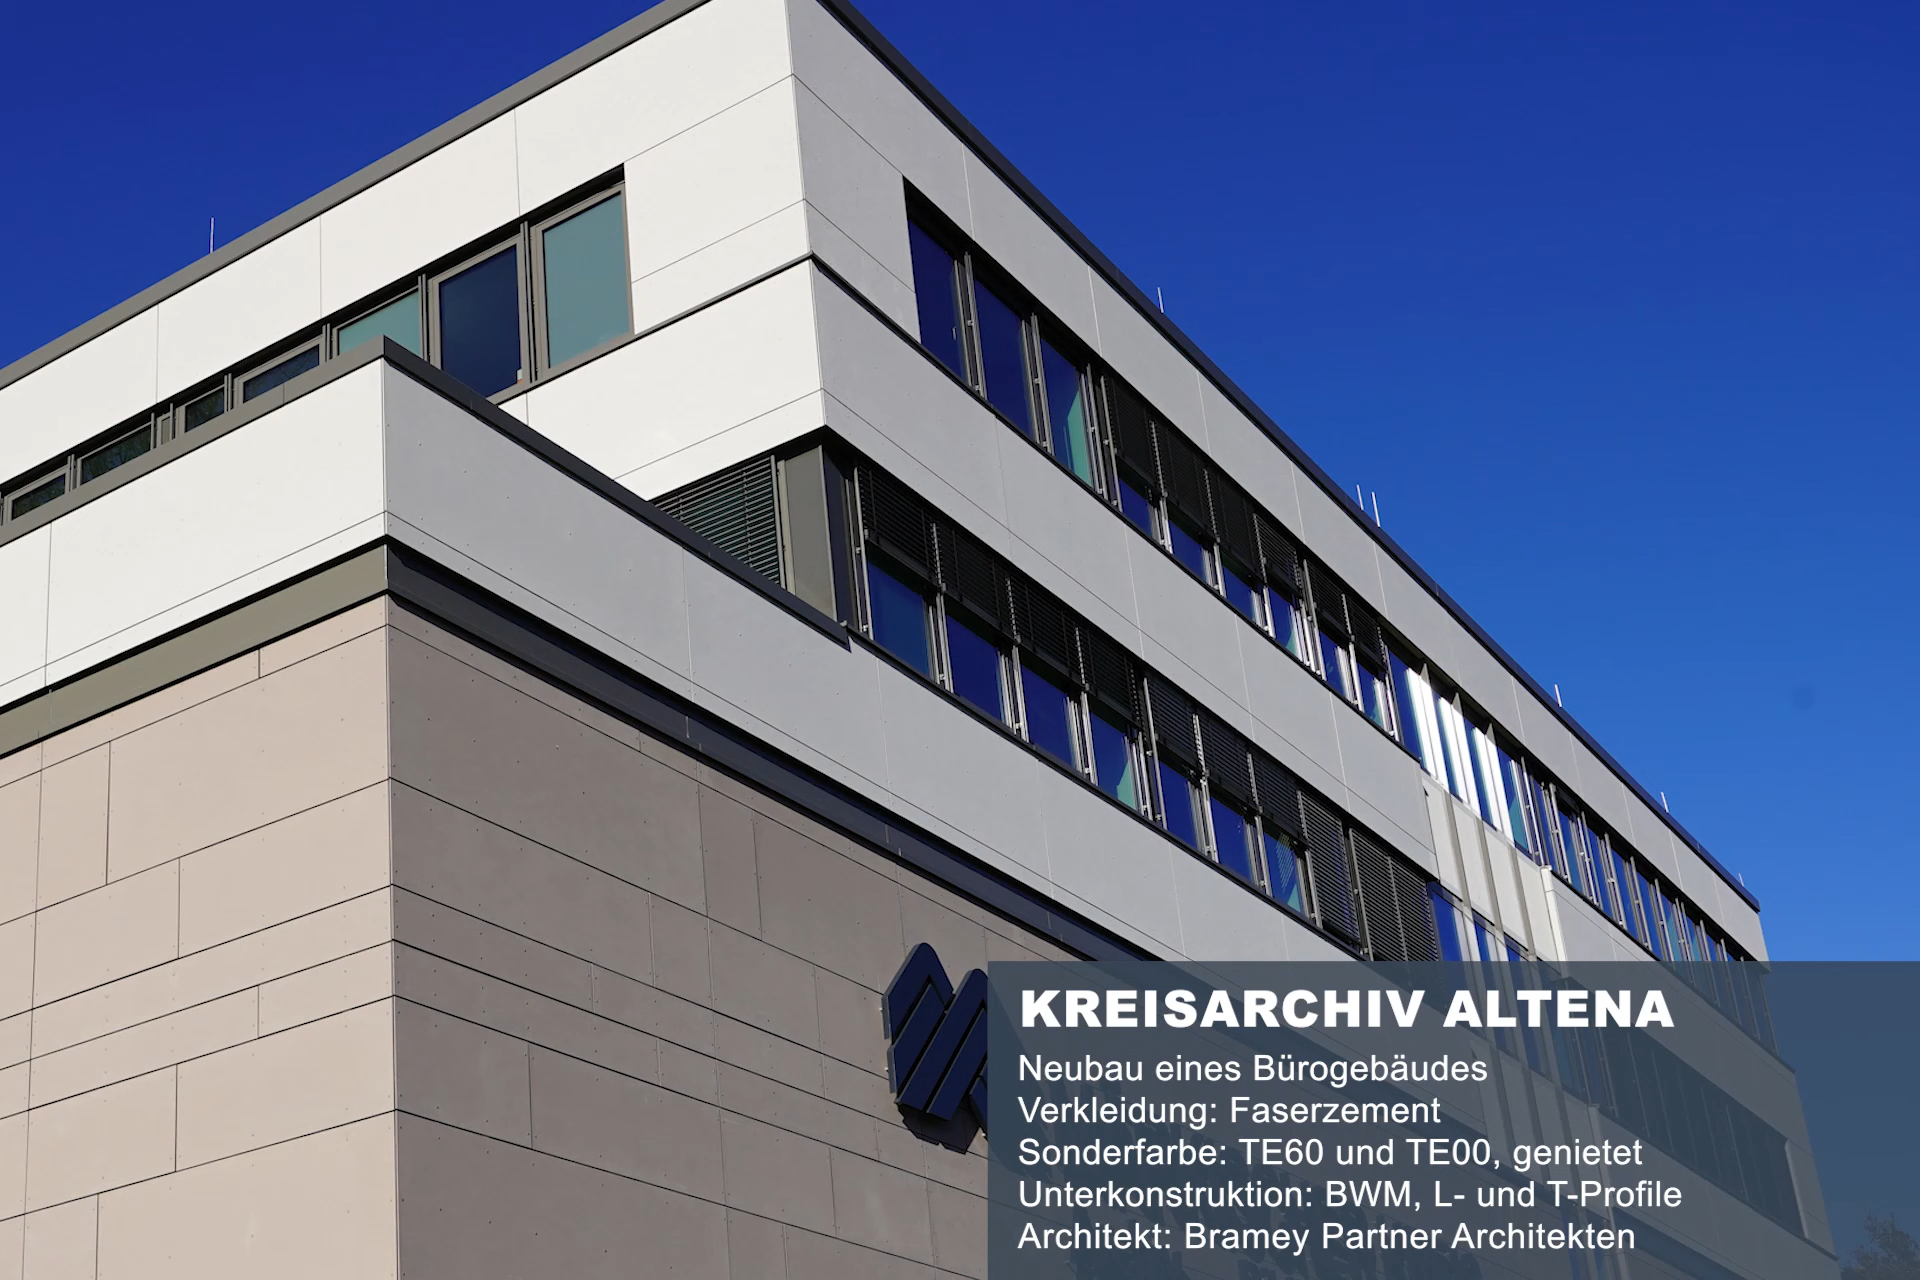 KREISARCHIV ALTENA
Neubau eines Bürogebäudes
Verkleidung: Faserzement
Sonderfarbe: TE60 und TE00, genietet
Unterkonstruktion: BWM, L- und T-Profile
Architekt: Bramey Partner Architekten